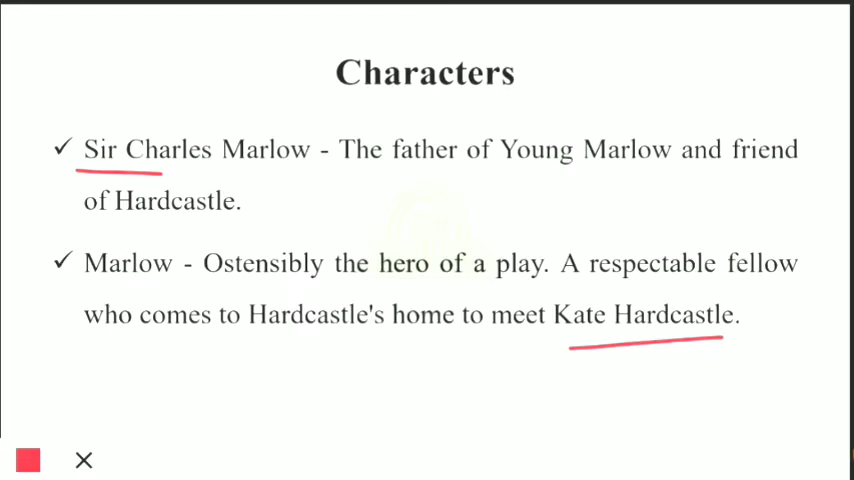 Characters
✓ Sir Charles Marlow - The father of Young Marlow and friend
of Hardcastle.
✓ Marlow - Ostensibly the hero of a play. A respectable fellow
who comes to Hardcastle's home to meet Kate Hardcastle.